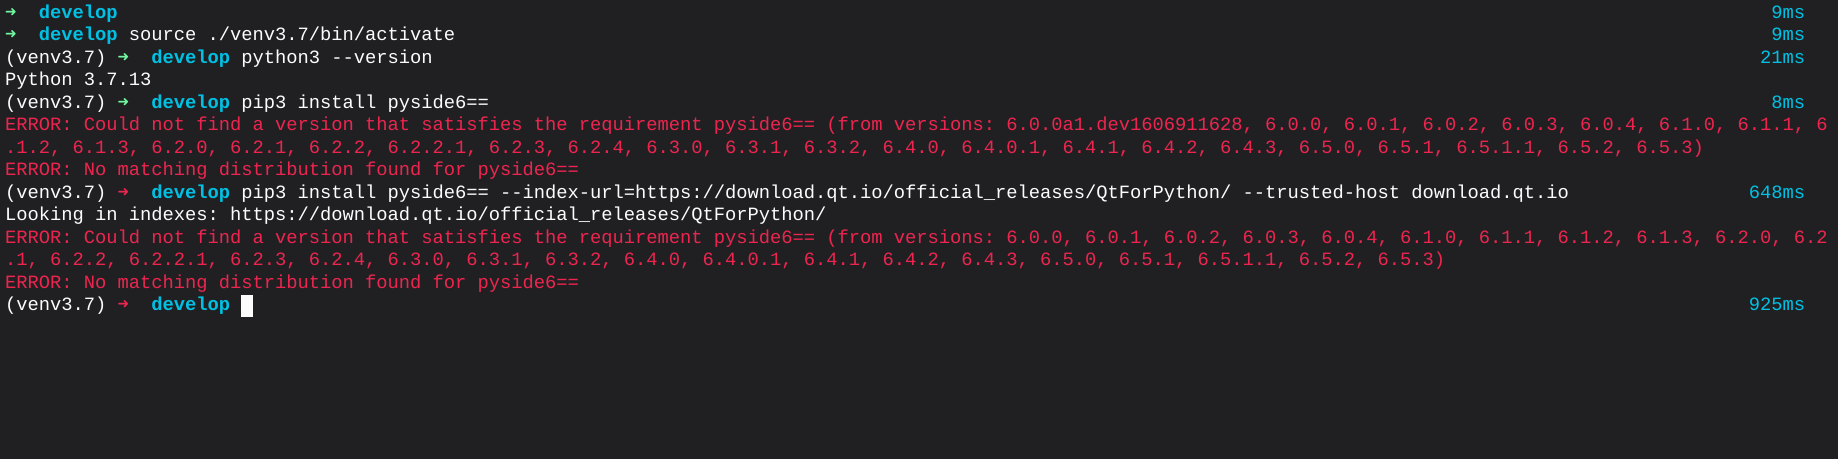 ➜  develop 9ms
➜  develop source ./venv3.7/bin/activate 9ms
(venv3.7) ➜  develop python3 --version 21ms
Python 3.7.13
(venv3.7) ➜  develop pip3 install pyside6== 8ms
ERROR: Could not find a version that satisfies the requirement pyside6== (from versions: 6.0.0a1.dev1606911628, 6.0.0, 6.0.1, 6.0.2, 6.0.3, 6.0.4, 6.1.0, 6.1.1, 6
.1.2, 6.1.3, 6.2.0, 6.2.1, 6.2.2, 6.2.2.1, 6.2.3, 6.2.4, 6.3.0, 6.3.1, 6.3.2, 6.4.0, 6.4.0.1, 6.4.1, 6.4.2, 6.4.3, 6.5.0, 6.5.1, 6.5.1.1, 6.5.2, 6.5.3)
ERROR: No matching distribution found for pyside6==
(venv3.7) ➜  develop pip3 install pyside6== --index-url=https://download.qt.io/official_releases/QtForPython/ --trusted-host download.qt.io 648ms
Looking in indexes: https://download.qt.io/official_releases/QtForPython/
ERROR: Could not find a version that satisfies the requirement pyside6== (from versions: 6.0.0, 6.0.1, 6.0.2, 6.0.3, 6.0.4, 6.1.0, 6.1.1, 6.1.2, 6.1.3, 6.2.0, 6.2
.1, 6.2.2, 6.2.2.1, 6.2.3, 6.2.4, 6.3.0, 6.3.1, 6.3.2, 6.4.0, 6.4.0.1, 6.4.1, 6.4.2, 6.4.3, 6.5.0, 6.5.1, 6.5.1.1, 6.5.2, 6.5.3)
ERROR: No matching distribution found for pyside6==
(venv3.7) ➜  develop 925ms